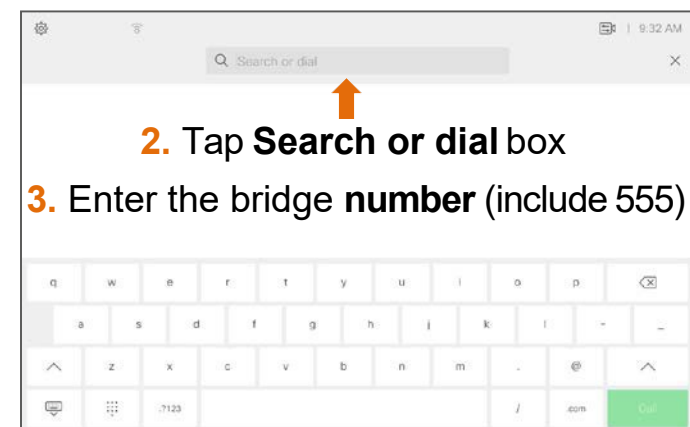 9:32 AM
Search or dial
2. Tap Search or dial box
3. Enter the bridge number (include 555)
q w e r t y u i o p
a s d f g h j k l - _
z x c v b n m . @
.?123 / .com Call